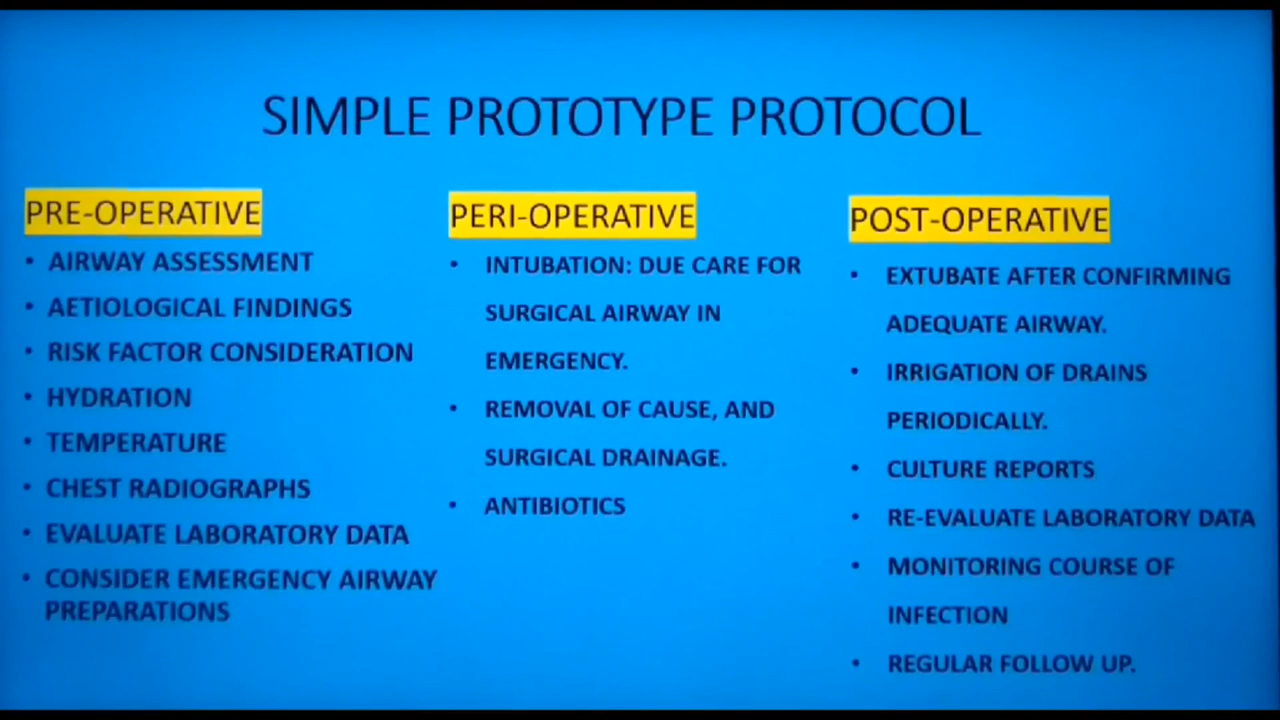 SIMPLE PROTOTYPE PROTOCOL
PRE-OPERATIVE
• AIRWAY ASSESSMENT
• AETIOLOGICAL FINDINGS
• RISK FACTOR CONSIDERATION
• HYDRATION
• TEMPERATURE
• CHEST RADIOGRAPHS
• EVALUATE LABORATORY DATA
• CONSIDER EMERGENCY AIRWAY
PREPARATIONS
PERI-OPERATIVE
• INTUBATION: DUE CARE FOR
SURGICAL AIRWAY IN
EMERGENCY.
• REMOVAL OF CAUSE, AND
SURGICAL DRAINAGE.
• ANTIBIOTICS
POST-OPERATIVE
• EXTUBATE AFTER CONFIRMING
ADEQUATE AIRWAY.
• IRRIGATION OF DRAINS
PERIODICALLY.
• CULTURE REPORTS
• RE-EVALUATE LABORATORY DATA
• MONITORING COURSE OF
INFECTION
• REGULAR FOLLOW UP.